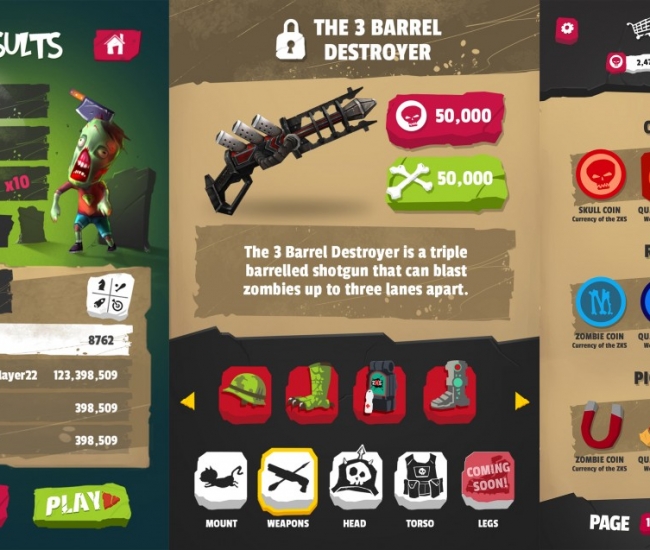 SULTS
x10
8762
layer22 123,398,509
398,509
398,509
PLAY
THE 3 BARREL
DESTROYER
50,000
50,000
The 3 Barrel Destroyer is a triple
barrelled shotgun that can blast
zombies up to three lanes apart.
COMING
SOON!
MOUNT
WEAPONS
HEAD
TORSO
LEGS
2,47
SKULL COIN
Currency of the ZKS
ZOMBIE COIN
Currency of the ZKS
ZOMBIE COIN
Currency of the ZKS
PAGE 1